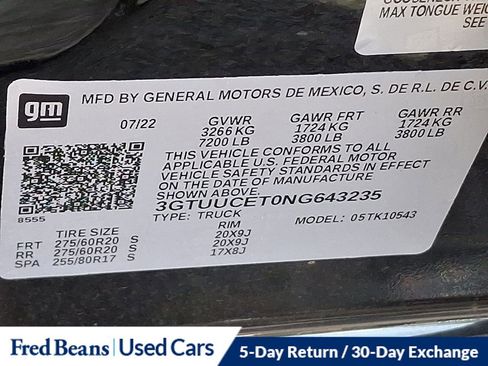 MAX TONGUE WEIG
SEE
gm
MFD BY GENERAL MOTORS DE MEXICO, S. DE R.L. DE C.V.
07/22 GVWR GAWR FRT GAWR RR
3266 KG 1724 KG 1724 KG
7200 LB 3800 LB 3800 LB
THIS VEHICLE CONFORMS TO ALL
APPLICABLE U.S. FEDERAL MOTOR
VEHICLE SAFETY STANDARDS IN EFFECT
ON THE DATE OF MANUFACTURE SHOWN ABOVE.
3GTUUCET0NG643235
8555
TYPE: TRUCK MODEL: 05TK10543
TIRE SIZE RIM
FRT 275/60R20 S 20X9J
RR 275/60R20 S 20X9J
SPA 255/80R17 S 17X8J
Fred Beans Used Cars
5-Day Return / 30-Day Exchange